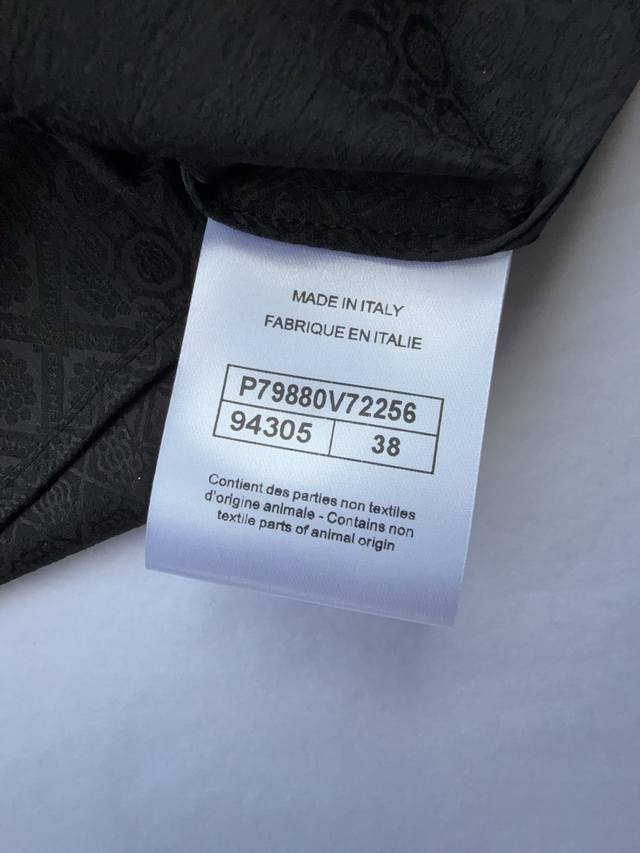 MADE IN ITALY
FABRIQUE EN ITALIE
P79880V72256
94305 38
Contient des parties non textiles
d'origine animale - Contains non
textile parts of animal origin